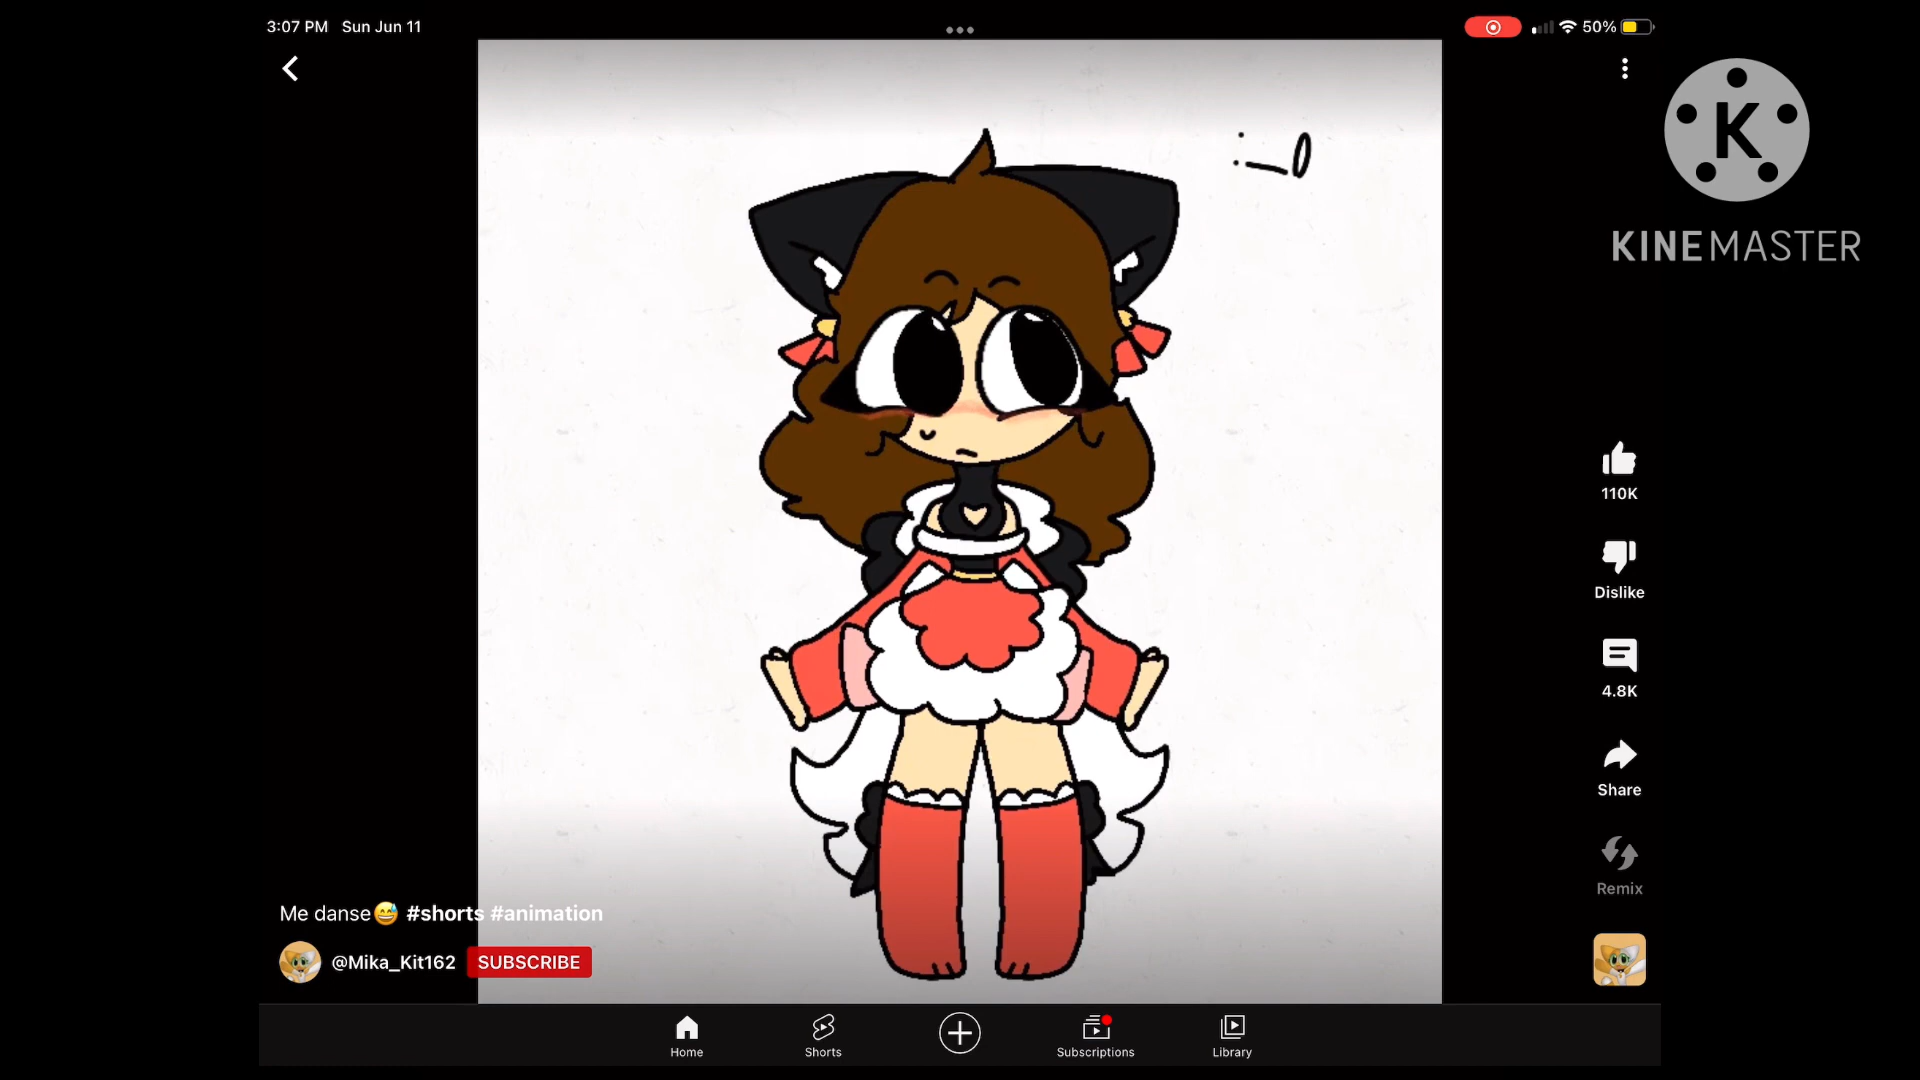 3:07 PM Sun Jun 11
50%
K
KINEMASTER
110K
Dislike
4.8K
Share
Remix
Me danse😅 #shorts #animation
@Mika_Kit162 SUBSCRIBE
Home Shorts Subscriptions Library